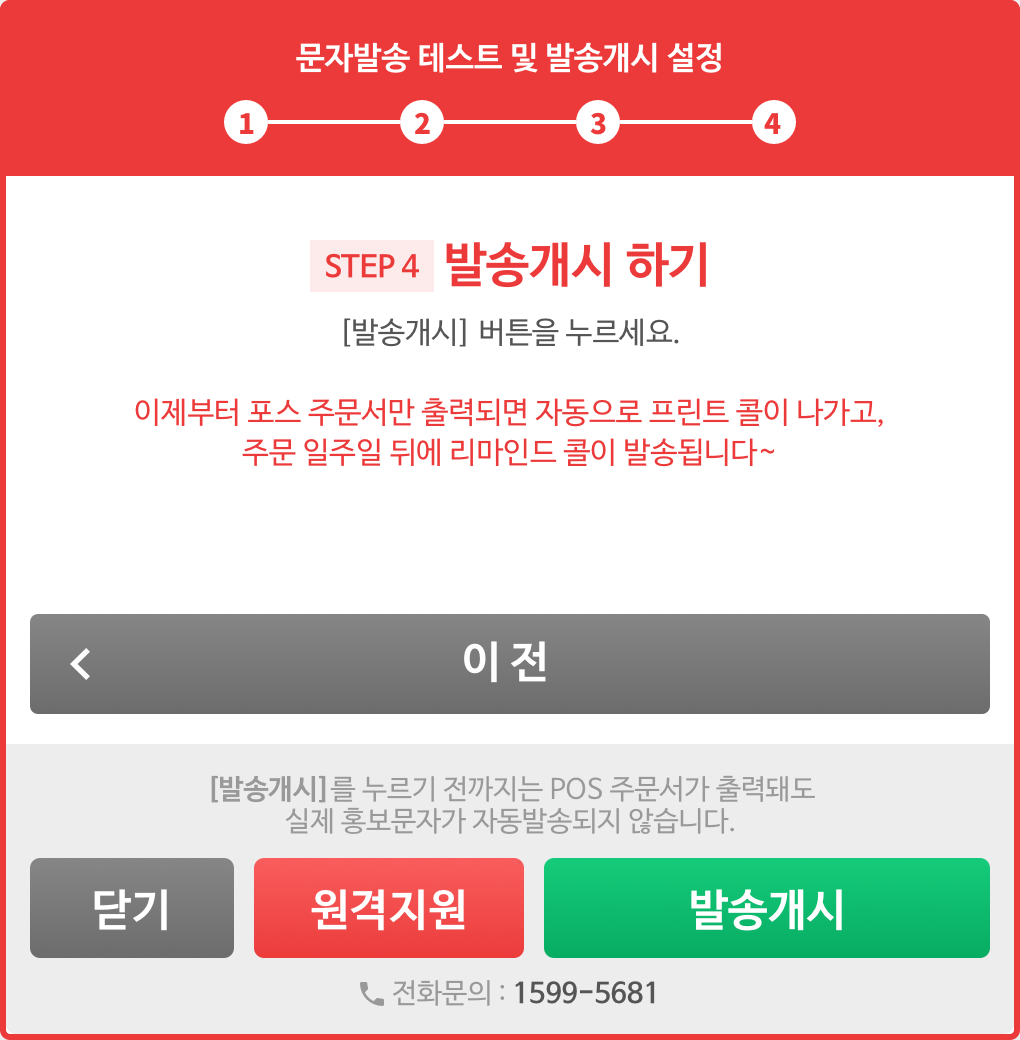 문자발송 테스트 및 발송개시 설정
1 2 3 4
STEP 4 발송개시 하기
[발송개시] 버튼을 누르세요.
이제부터 포스 주문서만 출력되면 자동으로 프린트 콜이 나가고,
주문 일주일 뒤에 리마인드 콜이 발송됩니다~
이 전
[발송개시]를 누르기 전까지는 POS 주문서가 출력돼도
실제 홍보문자가 자동발송되지 않습니다.
닫기 원격지원 발송개시
전화문의 : 1599-5681